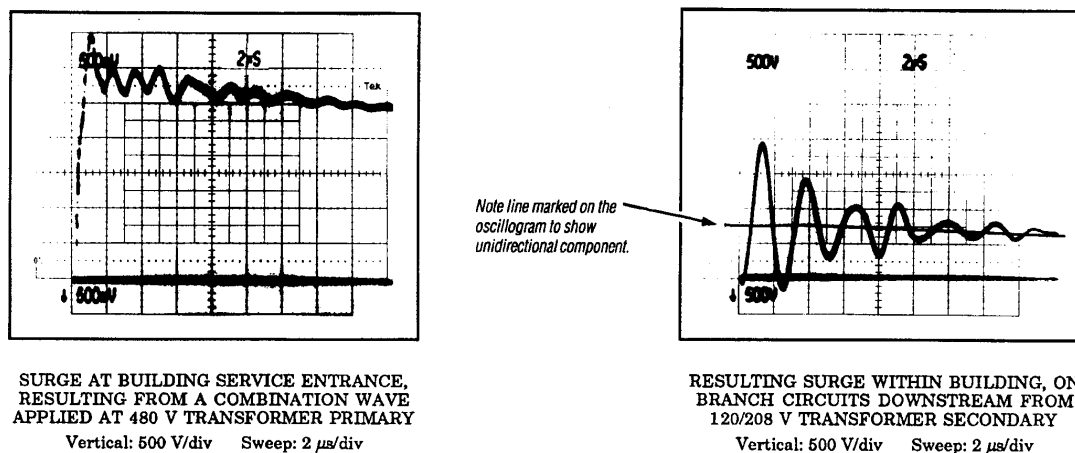 500mV 2µS
Tek
0'
↓ 500mV
SURGE AT BUILDING SERVICE ENTRANCE,
RESULTING FROM A COMBINATION WAVE
APPLIED AT 480 V TRANSFORMER PRIMARY
Vertical: 500 V/div Sweep: 2 µs/div
Note line marked on the
oscillogram to show
unidirectional component.
500V 2µS
↓ 500V
RESULTING SURGE WITHIN BUILDING, ON
BRANCH CIRCUITS DOWNSTREAM FROM
120/208 V TRANSFORMER SECONDARY
Vertical: 500 V/div Sweep: 2 µs/div